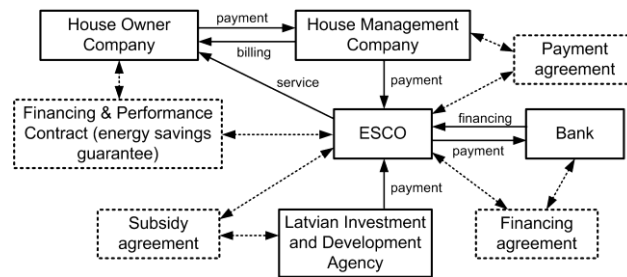 House Owner
Company
payment
billing
House Management
Company
Payment
agreement
service
payment
Financing & Performance
Contract (energy savings
guarantee)
ESCO
financing
payment
Bank
payment
Subsidy
agreement
Latvian Investment
and Development
Agency
Financing
agreement